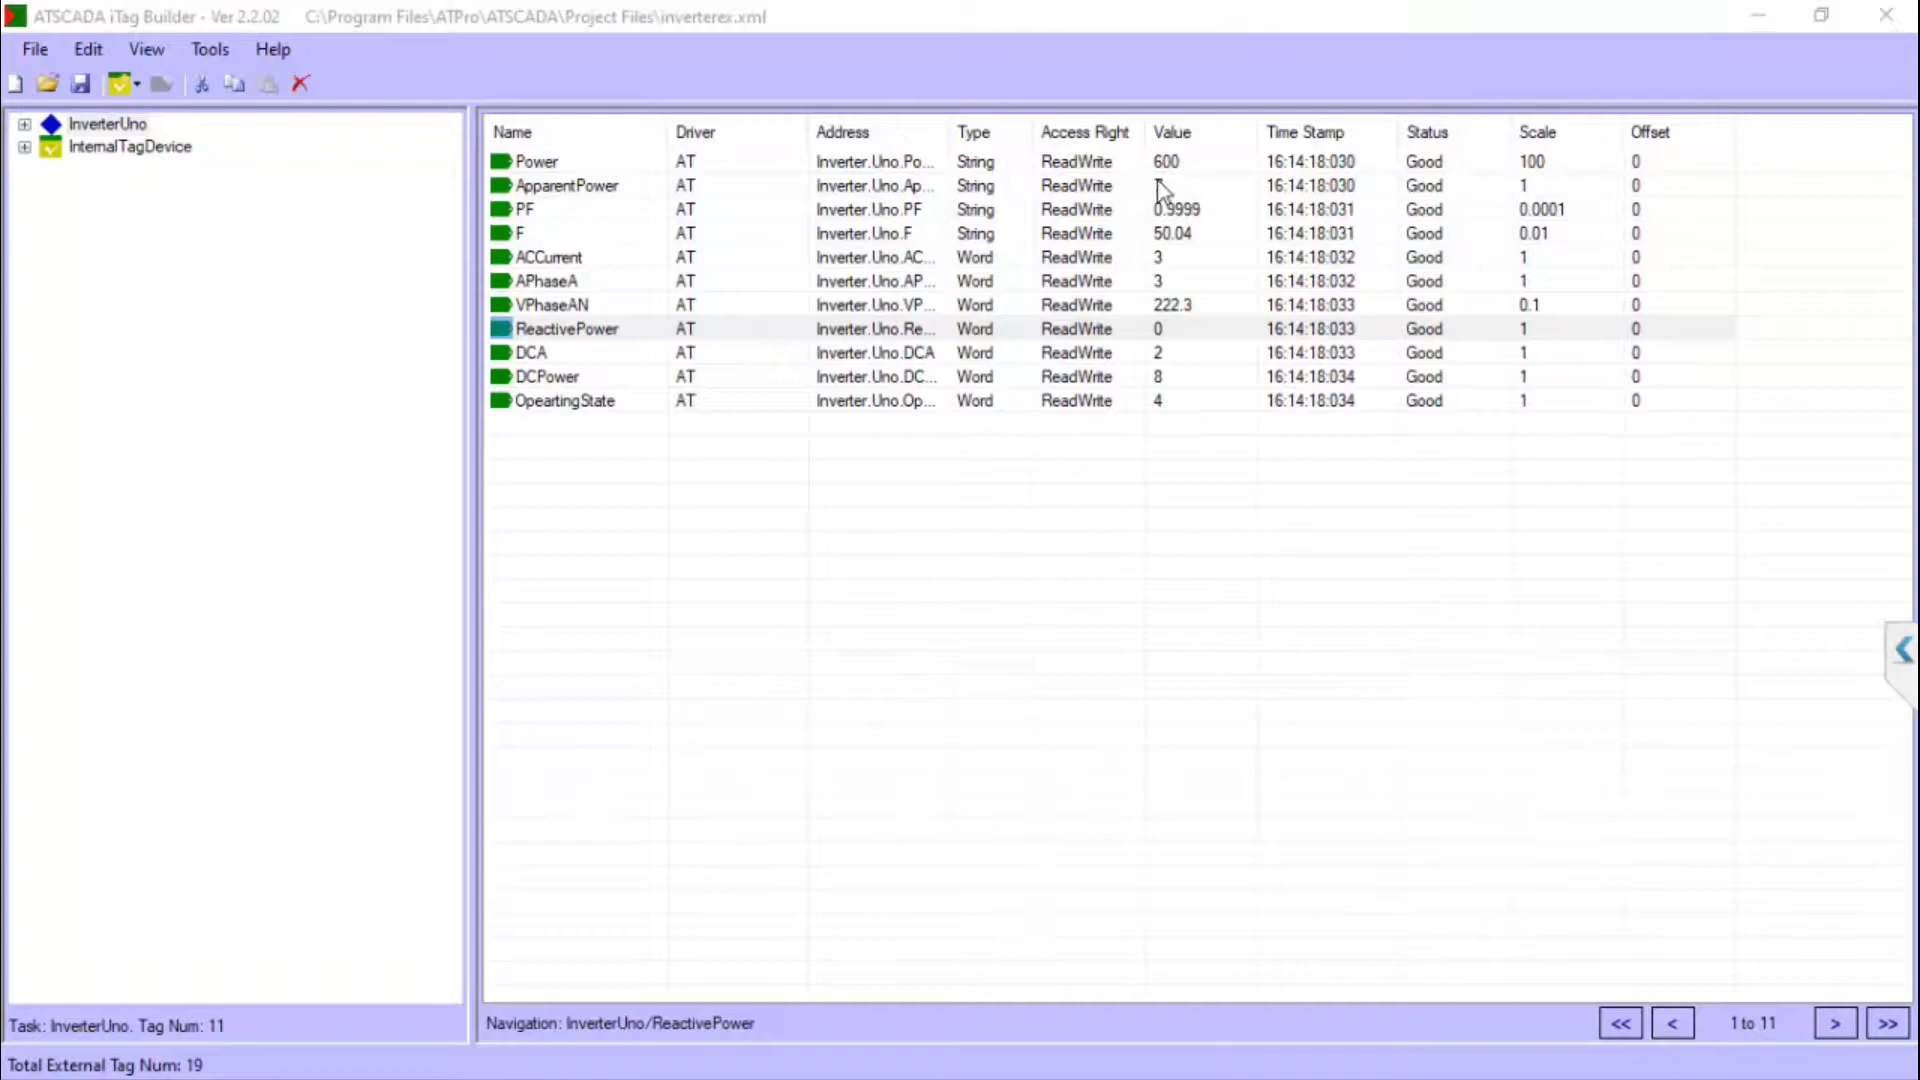 ATSCADA iTag Builder - Ver 2.2.02 C:\Program Files\ATPro\ATSCADA\Project Files\inverterex.xml
File Edit View Tools Help
InverterUno
InternalTagDevice
Name Driver Address Type Access Right Value Time Stamp Status Scale Offset
Power AT Inverter.Uno.Po... String ReadWrite 600 16:14:18:030 Good 100 0
ApparentPower AT Inverter.Uno.Ap... String ReadWrite 16:14:18:030 Good 1 0
PF AT Inverter.Uno.PF String ReadWrite 0.9999 16:14:18:031 Good 0.0001 0
F AT Inverter.Uno.F String ReadWrite 50.04 16:14:18:031 Good 0.01 0
ACCurrent AT Inverter.Uno.AC... Word ReadWrite 3 16:14:18:032 Good 1 0
APhaseA AT Inverter.Uno.AP... Word ReadWrite 3 16:14:18:032 Good 1 0
VPhaseAN AT Inverter.Uno.VP... Word ReadWrite 222.3 16:14:18:033 Good 0.1 0
ReactivePower AT Inverter.Uno.Re... Word ReadWrite 0 16:14:18:033 Good 1 0
DCA AT Inverter.Uno.DCA Word ReadWrite 2 16:14:18:033 Good 1 0
DCPower AT Inverter.Uno.DC... Word ReadWrite 8 16:14:18:034 Good 1 0
OpeartingState AT Inverter.Uno.Op... Word ReadWrite 4 16:14:18:034 Good 1 0
Task: InverterUno. Tag Num: 11
Navigation: InverterUno/ReactivePower
<< < 1 to 11 > >>
Total External Tag Num: 19